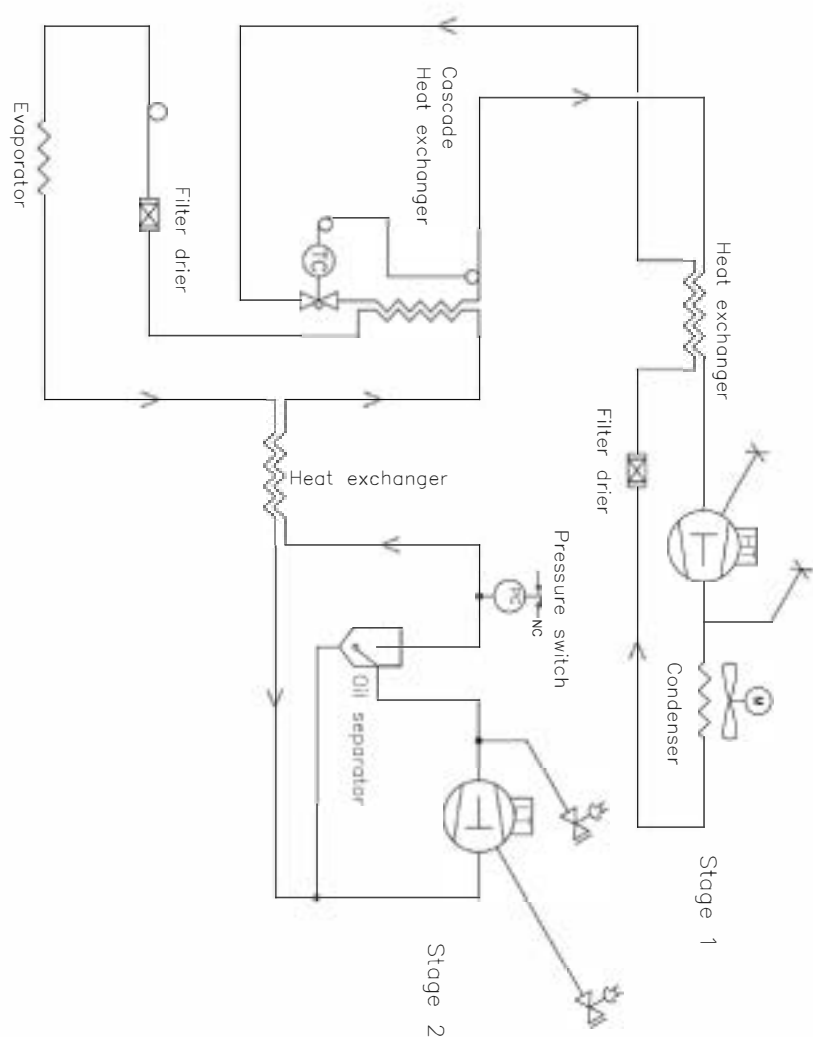 Evaporator
Filter drier
Cascade
Heat exchanger
TC
Heat exchanger
Filter drier
Heat exchanger
Pressure switch
PC
NC
Oil separator
Condenser
M
Stage 1
Stage 2